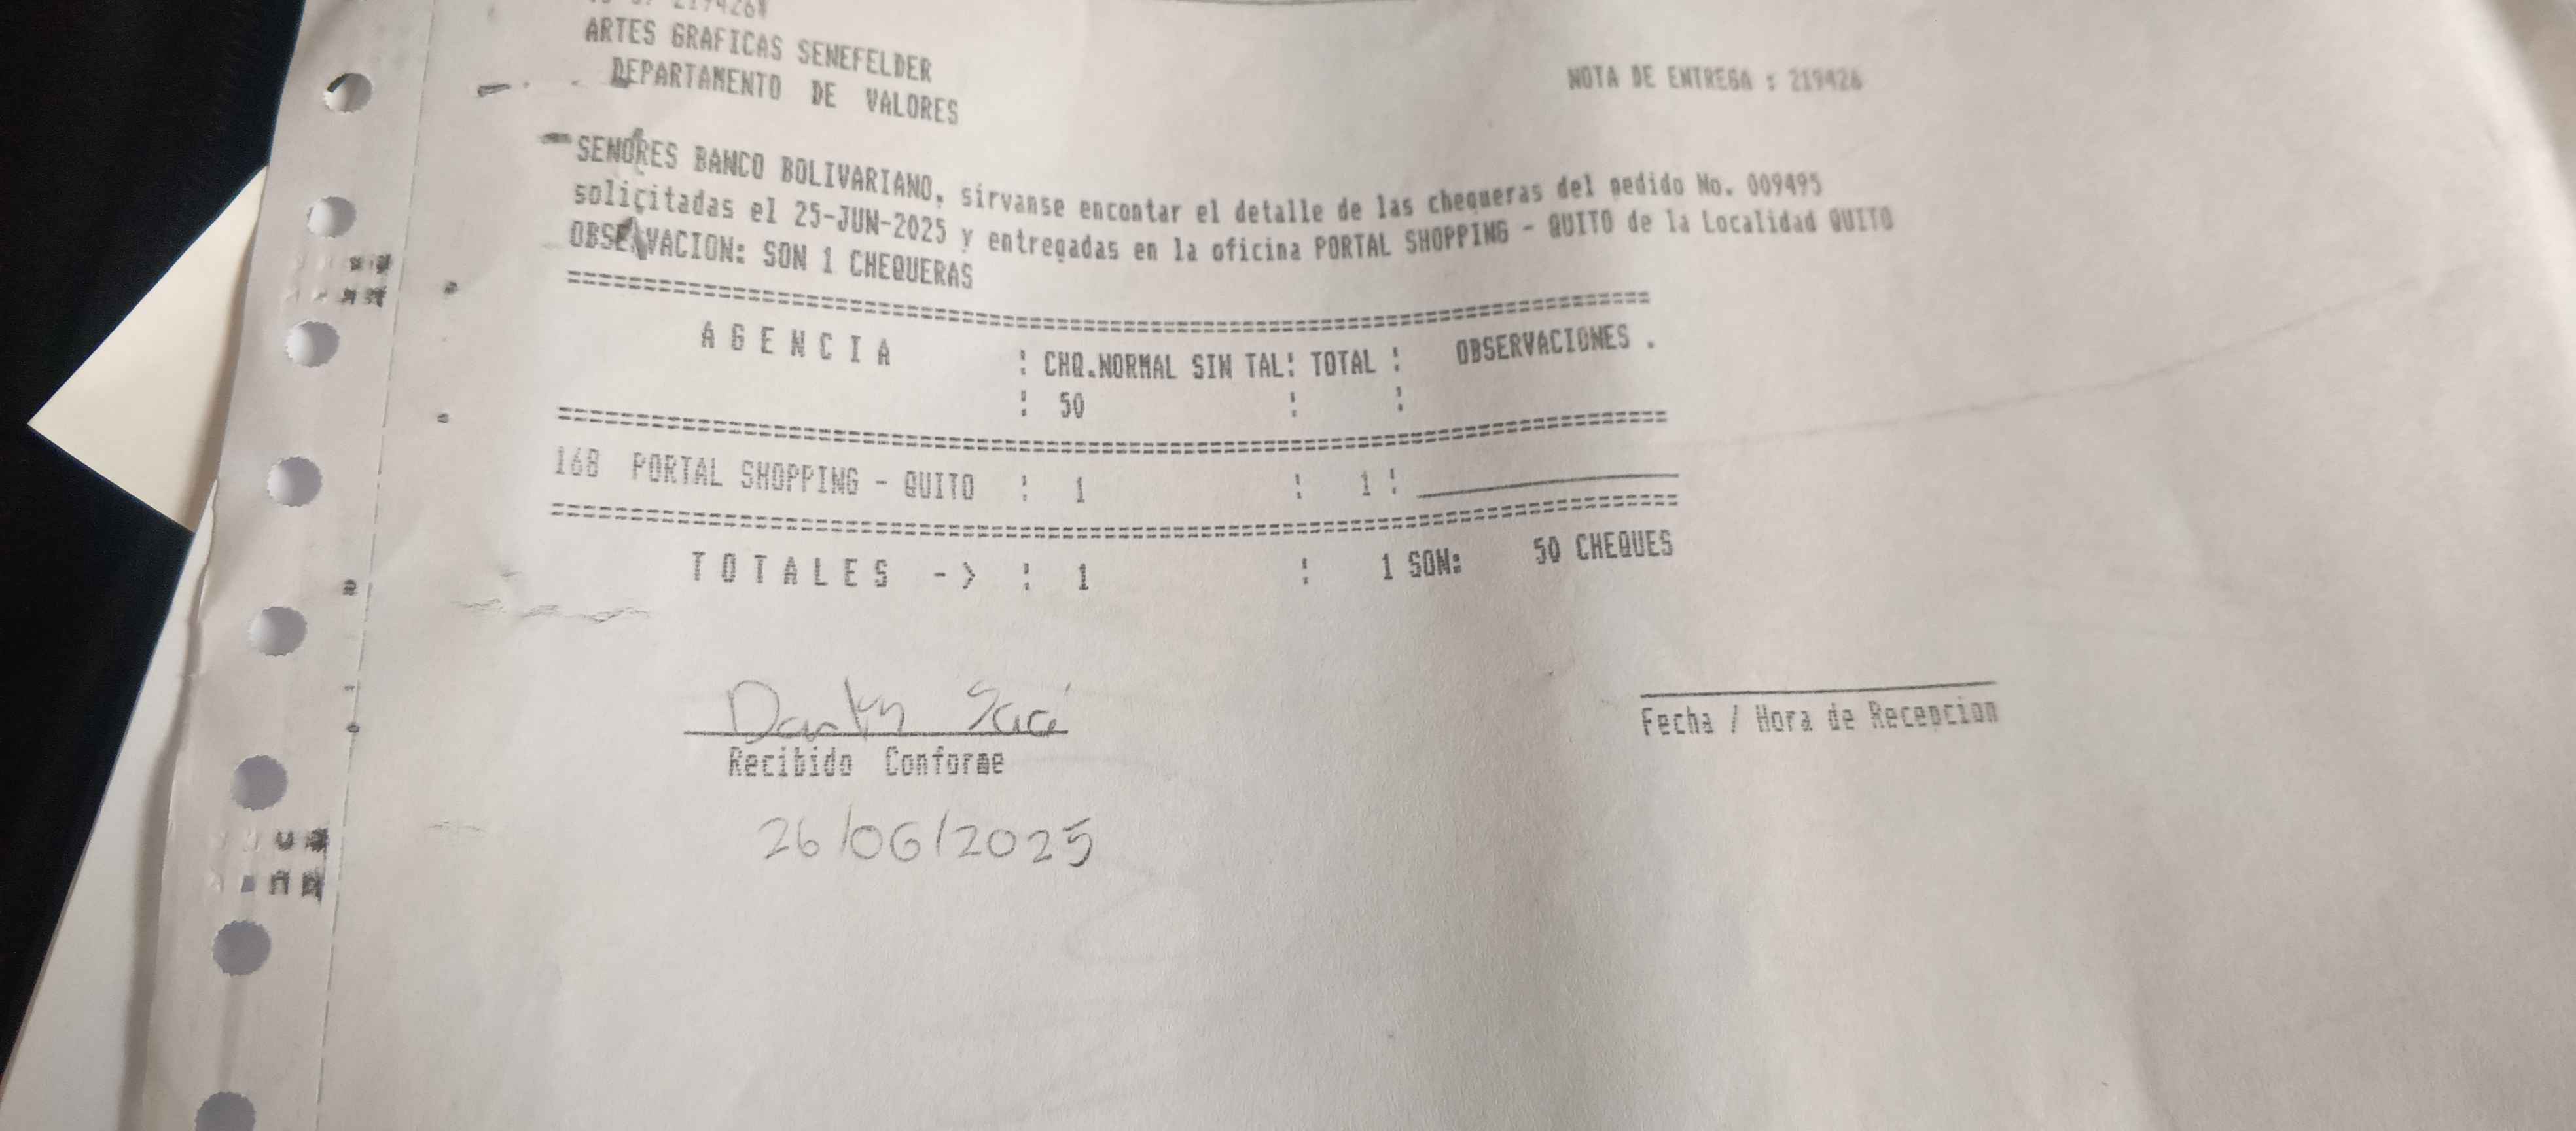 ARTES GRAFICAS SENEFELDER
DEPARTAMENTO DE VALORES
NOTA DE ENTREGA : 219426
SENORES BANCO BOLIVARIANO, sirvanse encontar el detalle de las chequeras del pedido No. 009495
solicitadas el 25-JUN-2025 y entregadas en la oficina PORTAL SHOPPING - QUITO de la Localidad QUITO
OBSERVACION: SON 1 CHEQUERAS
==========
A G E N C I A : CHQ.NORMAL SIN TAL: TOTAL : OBSERVACIONES .
: 50 : :
==========
168 PORTAL SHOPPING - QUITO : 1 : 1 : __________
==========
T O T A L E S - > : 1 : 1 SON: 50 CHEQUES
Recibido Conforme
Fecha / Hora de Recepcion
26/06/2025